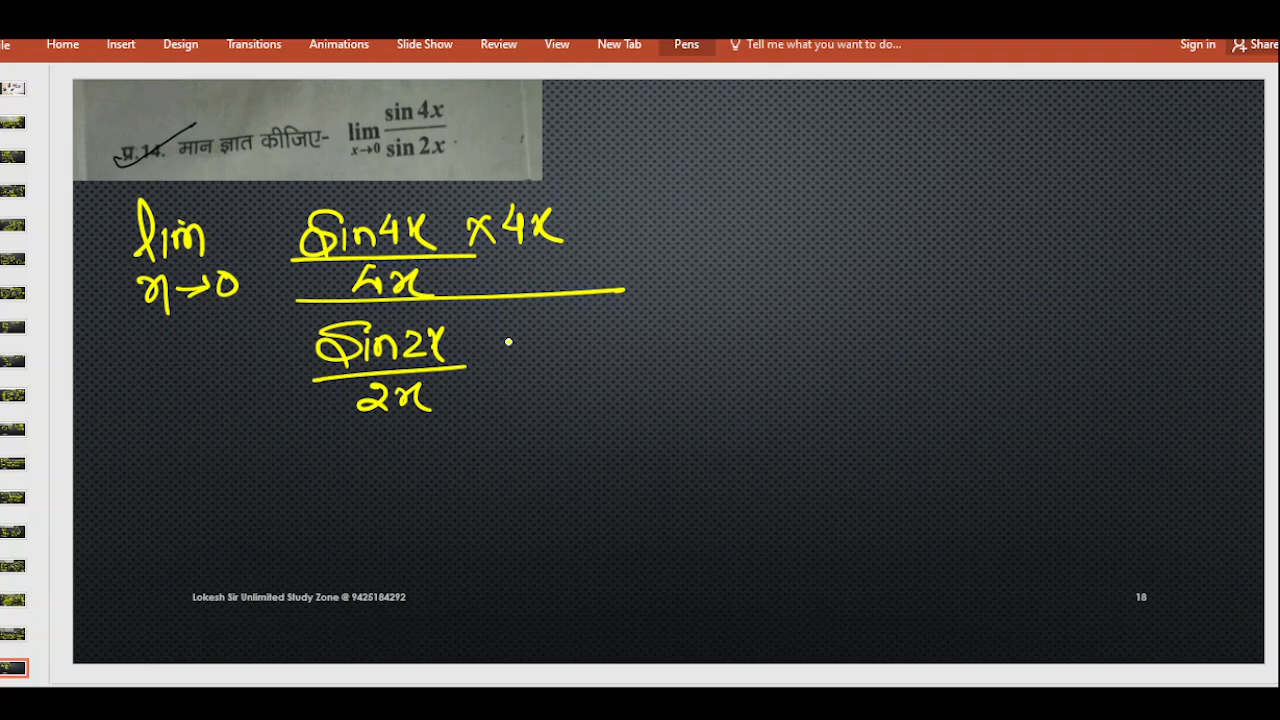 Home Insert Design Transitions Animations Slide Show Review View New Tab Pens Tell me what you want to do... Sign in Share
प्र.14. मान ज्ञात कीजिए- lim x→0 sin 4x / sin 2x
lim x→0
sin4x × 4x
4x
sin2x
2x
Lokesh Sir Unlimited Study Zone @ 9425184292
18